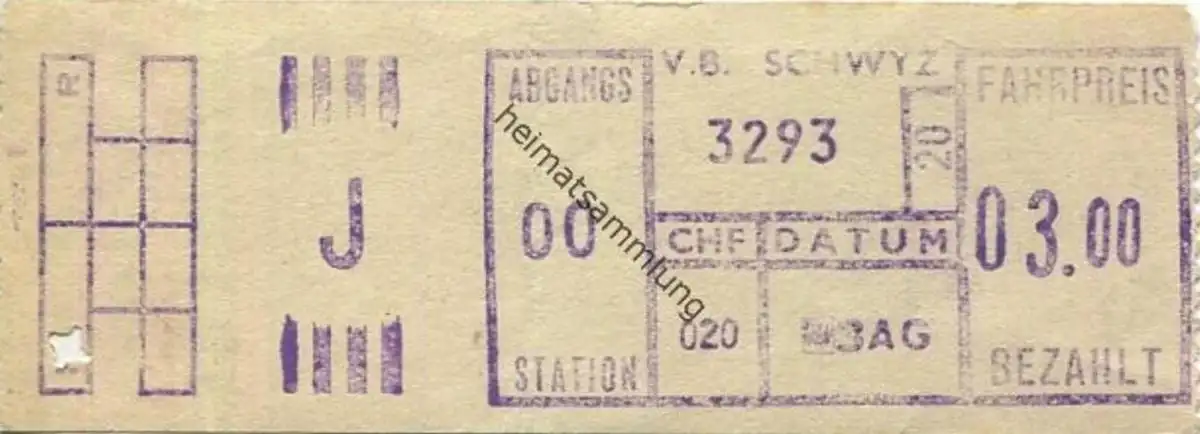 R
J
ABGANGS
00
STATION
V.B. SCHWYZ
3293
20
CHF DATUM
020
3AG
FAHRPREIS
03.00
BEZAHLT
heimatsammlung